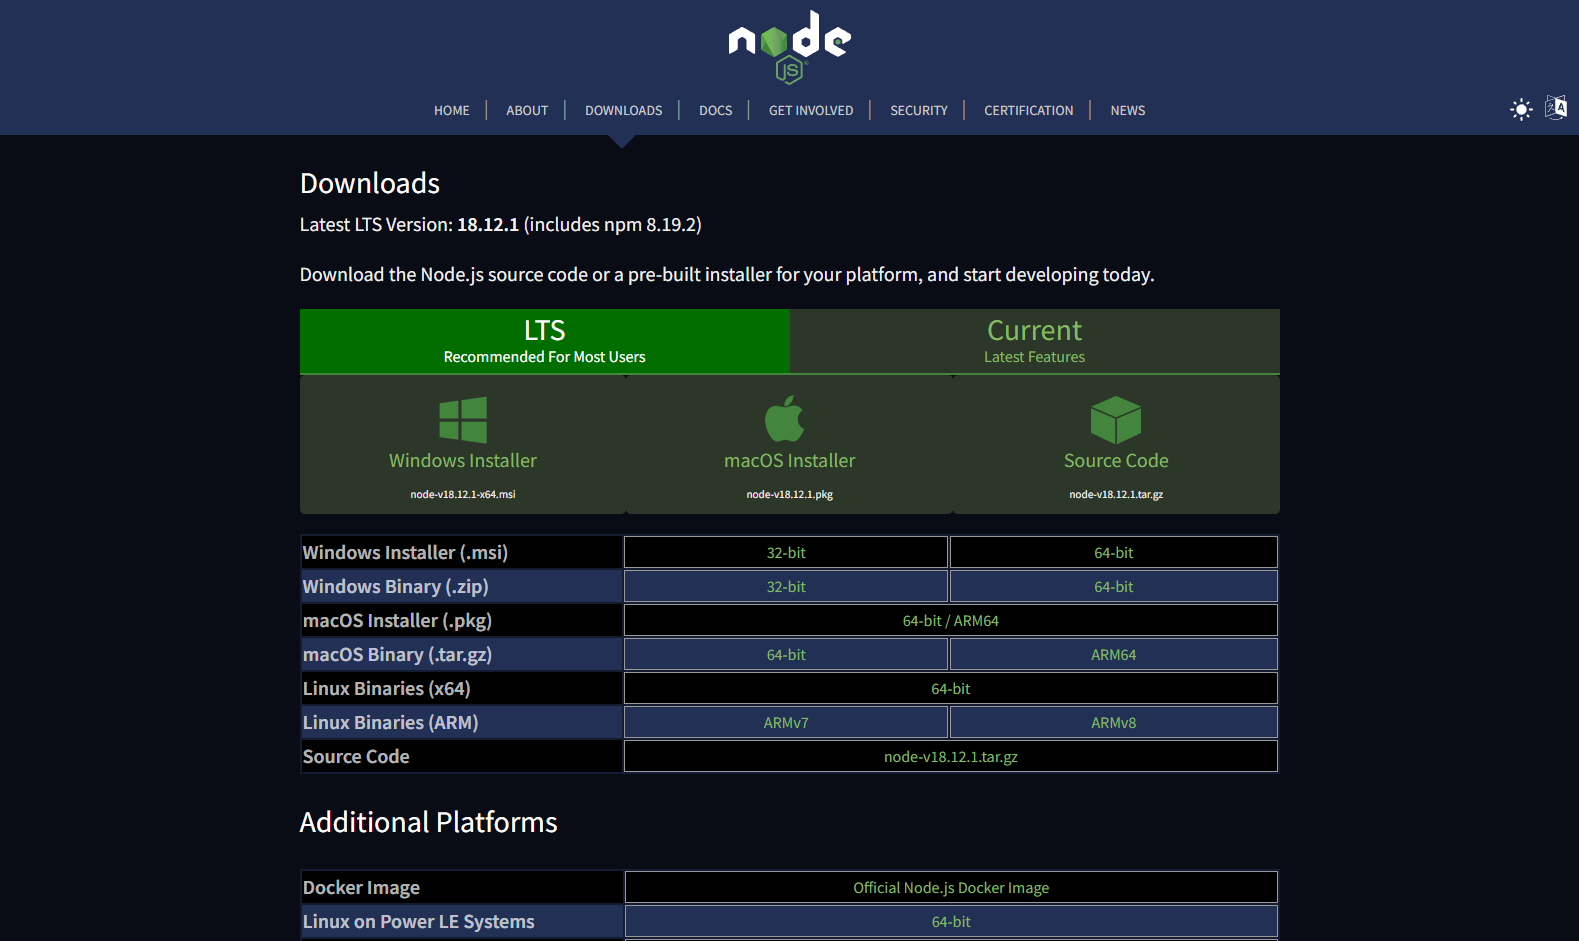 node
JS
HOME | ABOUT | DOWNLOADS | DOCS | GET INVOLVED | SECURITY | CERTIFICATION | NEWS
Downloads
Latest LTS Version: 18.12.1 (includes npm 8.19.2)
Download the Node.js source code or a pre-built installer for your platform, and start developing today.
LTS
Recommended For Most Users
Current
Latest Features
Windows Installer
node-v18.12.1-x64.msi
macOS Installer
node-v18.12.1.pkg
Source Code
node-v18.12.1.tar.gz
Windows Installer (.msi) 32-bit 64-bit
Windows Binary (.zip) 32-bit 64-bit
macOS Installer (.pkg) 64-bit / ARM64
macOS Binary (.tar.gz) 64-bit ARM64
Linux Binaries (x64) 64-bit
Linux Binaries (ARM) ARMv7 ARMv8
Source Code node-v18.12.1.tar.gz
Additional Platforms
Docker Image Official Node.js Docker Image
Linux on Power LE Systems 64-bit